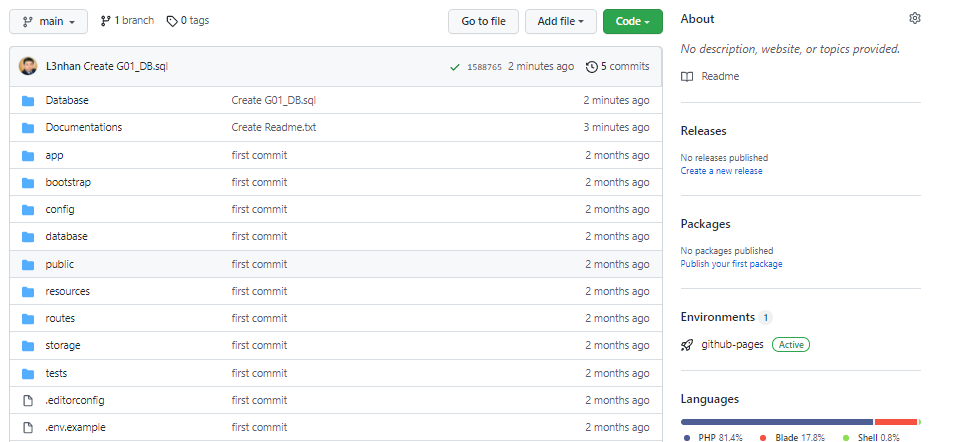 main 1 branch 0 tags Go to file Add file Code
L3nhan Create G01_DB.sql 1588765 2 minutes ago 5 commits
Database Create G01_DB.sql 2 minutes ago
Documentations Create Readme.txt 3 minutes ago
app first commit 2 months ago
bootstrap first commit 2 months ago
config first commit 2 months ago
database first commit 2 months ago
public first commit 2 months ago
resources first commit 2 months ago
routes first commit 2 months ago
storage first commit 2 months ago
tests first commit 2 months ago
.editorconfig first commit 2 months ago
.env.example first commit 2 months ago
About
No description, website, or topics provided.
Readme
Releases
No releases published
Create a new release
Packages
No packages published
Publish your first package
Environments 1
github-pages Active
Languages
PHP 81.4% Blade 17.8% Shell 0.8%